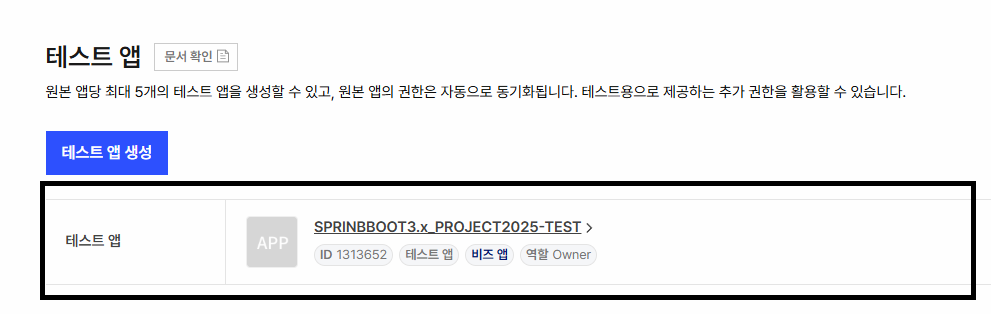 테스트 앱 문서 확인
원본 앱당 최대 5개의 테스트 앱을 생성할 수 있고, 원본 앱의 권한은 자동으로 동기화됩니다. 테스트용으로 제공하는 추가 권한을 활용할 수 있습니다.
테스트 앱 생성
테스트 앱
APP
SPRINBBOOT3.x_PROJECT2025-TEST
ID 1313652 테스트 앱 비즈 앱 역할 Owner